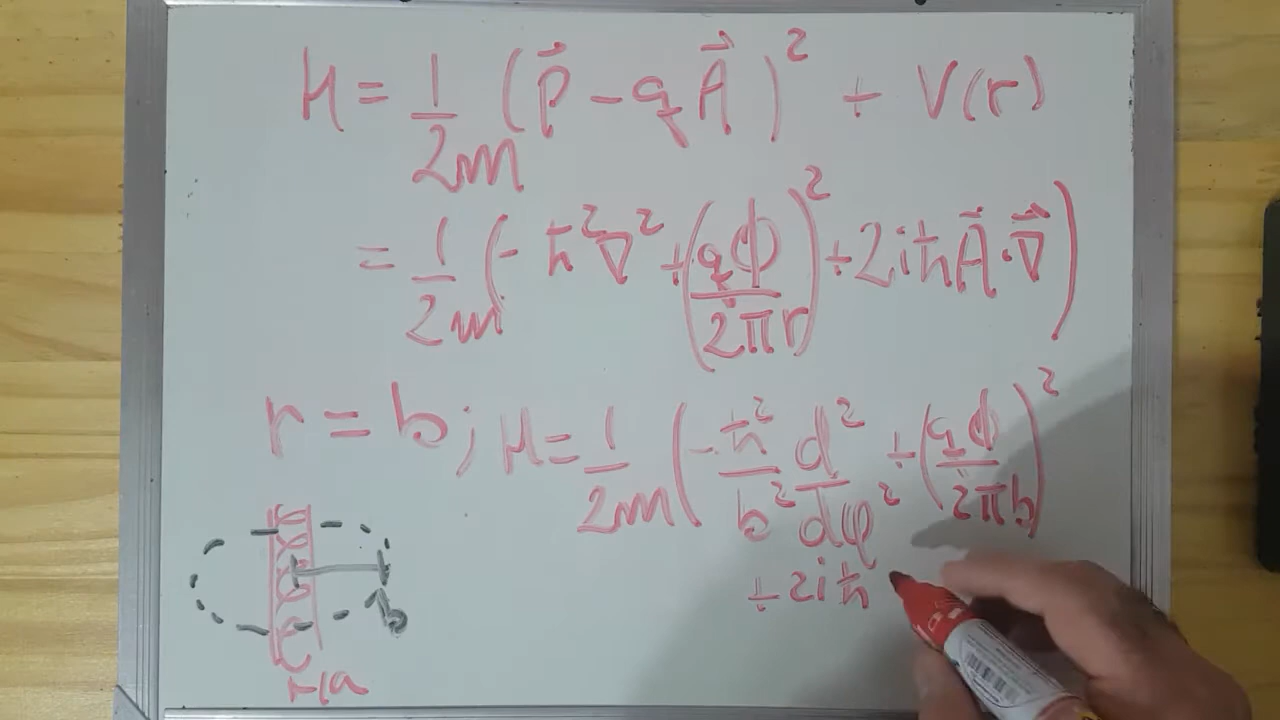 H = 1/2m (p⃗ - qA⃗)² + V(r)
= 1/2m (-ħ²∇² + (qΦ/2πr)² + 2iħA⃗·∇⃗)
r = b; H = 1/2m (-ħ²/b² d²/dφ² + (qΦ/2πb)²
+ 2iħ
b
a